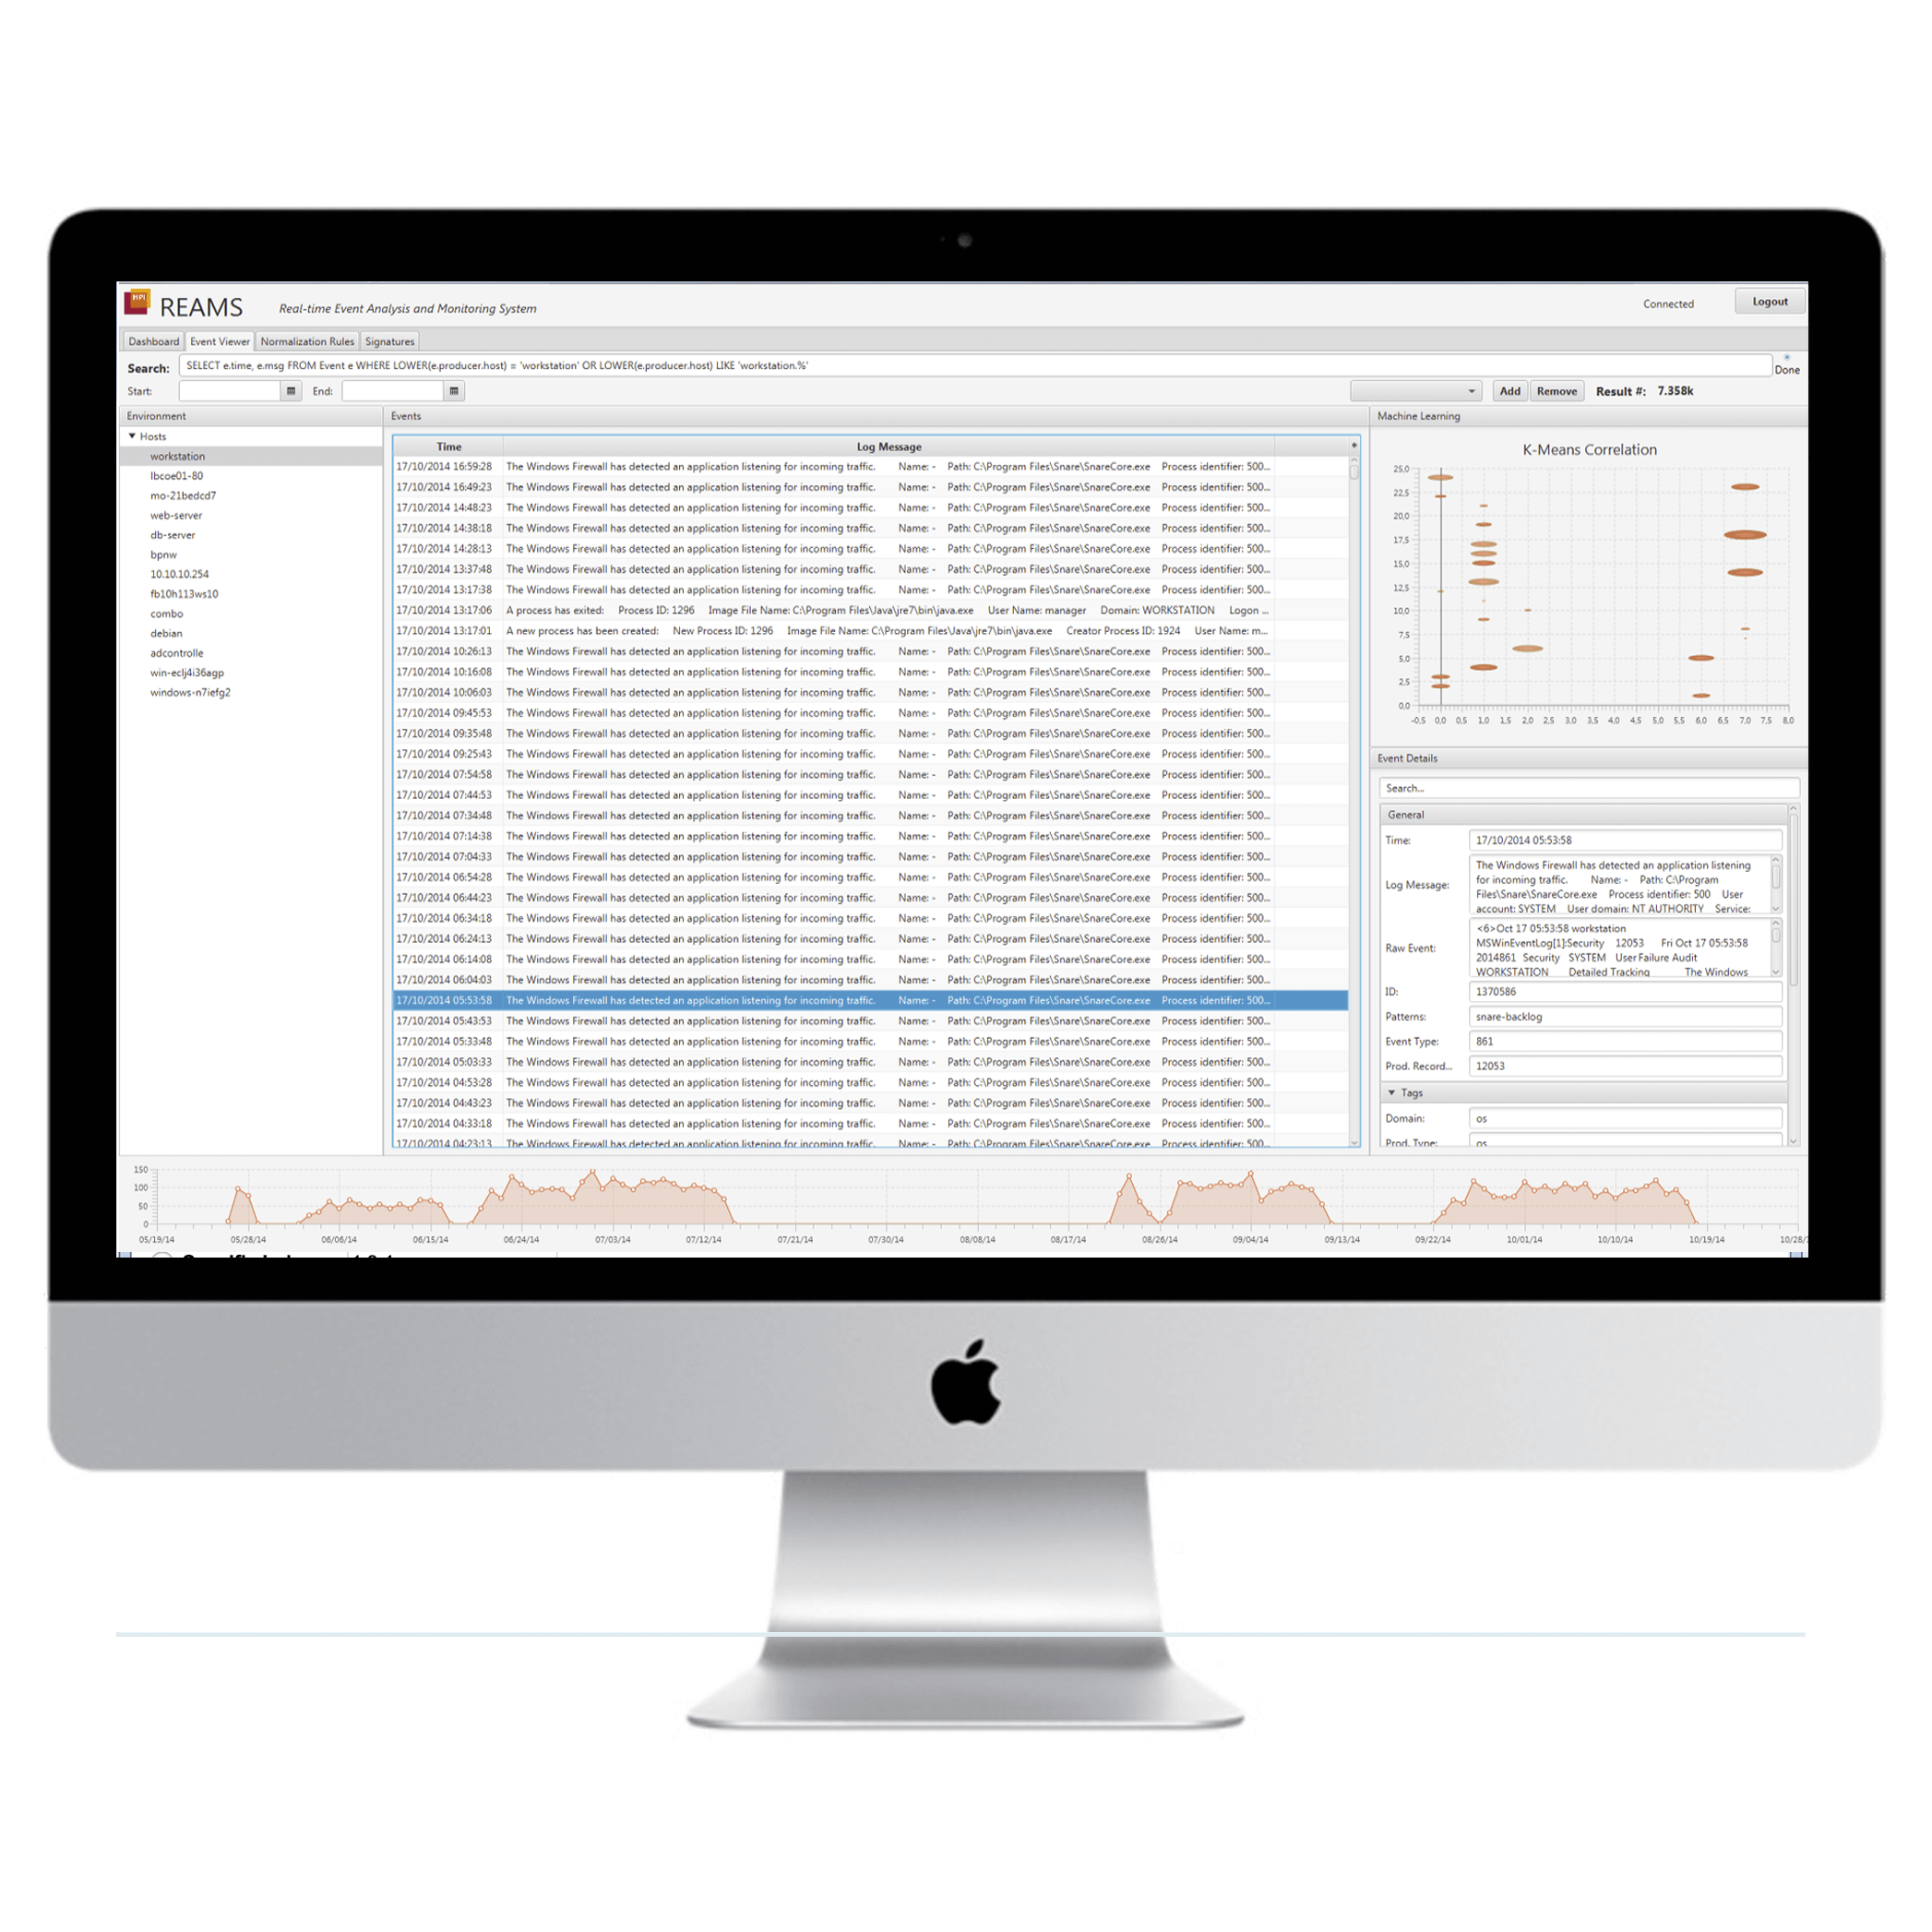 HPI
REAMS Real-time Event Analysis and Monitoring System Connected Logout
Dashboard Event Viewer Normalization Rules Signatures
Search: SELECT e.time, e.msg FROM Event e WHERE LOWER(e.producer.host) = 'workstation' OR LOWER(e.producer.host) LIKE 'workstation.%' Done
Start: End: Add Remove Result #: 7.358k
Environment
Hosts
workstation
lbcoe01-80
mo-21bedcd7
web-server
db-server
bpnw
10.10.10.254
fb10h113ws10
combo
debian
adcontrolle
win-eclj4i36agp
windows-n7iefg2
Events
Time Log Message
17/10/2014 16:59:28 The Windows Firewall has detected an application listening for incoming traffic. Name: - Path: C:\Program Files\Snare\SnareCore.exe Process identifier: 500...
17/10/2014 16:49:23 The Windows Firewall has detected an application listening for incoming traffic. Name: - Path: C:\Program Files\Snare\SnareCore.exe Process identifier: 500...
17/10/2014 14:48:23 The Windows Firewall has detected an application listening for incoming traffic. Name: - Path: C:\Program Files\Snare\SnareCore.exe Process identifier: 500...
17/10/2014 14:38:18 The Windows Firewall has detected an application listening for incoming traffic. Name: - Path: C:\Program Files\Snare\SnareCore.exe Process identifier: 500...
17/10/2014 14:28:13 The Windows Firewall has detected an application listening for incoming traffic. Name: - Path: C:\Program Files\Snare\SnareCore.exe Process identifier: 500...
17/10/2014 13:37:48 The Windows Firewall has detected an application listening for incoming traffic. Name: - Path: C:\Program Files\Snare\SnareCore.exe Process identifier: 500...
17/10/2014 13:17:38 The Windows Firewall has detected an application listening for incoming traffic. Name: - Path: C:\Program Files\Snare\SnareCore.exe Process identifier: 500...
17/10/2014 13:17:06 A process has exited: Process ID: 1296 Image File Name: C:\Program Files\Java\jre7\bin\java.exe User Name: manager Domain: WORKSTATION Logon ...
17/10/2014 13:17:01 A new process has been created: New Process ID: 1296 Image File Name: C:\Program Files\Java\jre7\bin\java.exe Creator Process ID: 1924 User Name: m...
17/10/2014 10:26:13 The Windows Firewall has detected an application listening for incoming traffic. Name: - Path: C:\Program Files\Snare\SnareCore.exe Process identifier: 500...
17/10/2014 10:16:08 The Windows Firewall has detected an application listening for incoming traffic. Name: - Path: C:\Program Files\Snare\SnareCore.exe Process identifier: 500...
17/10/2014 10:06:03 The Windows Firewall has detected an application listening for incoming traffic. Name: - Path: C:\Program Files\Snare\SnareCore.exe Process identifier: 500...
17/10/2014 09:45:53 The Windows Firewall has detected an application listening for incoming traffic. Name: - Path: C:\Program Files\Snare\SnareCore.exe Process identifier: 500...
17/10/2014 09:35:48 The Windows Firewall has detected an application listening for incoming traffic. Name: - Path: C:\Program Files\Snare\SnareCore.exe Process identifier: 500...
17/10/2014 09:25:43 The Windows Firewall has detected an application listening for incoming traffic. Name: - Path: C:\Program Files\Snare\SnareCore.exe Process identifier: 500...
17/10/2014 07:54:58 The Windows Firewall has detected an application listening for incoming traffic. Name: - Path: C:\Program Files\Snare\SnareCore.exe Process identifier: 500...
17/10/2014 07:44:53 The Windows Firewall has detected an application listening for incoming traffic. Name: - Path: C:\Program Files\Snare\SnareCore.exe Process identifier: 500...
17/10/2014 07:34:48 The Windows Firewall has detected an application listening for incoming traffic. Name: - Path: C:\Program Files\Snare\SnareCore.exe Process identifier: 500...
17/10/2014 07:14:38 The Windows Firewall has detected an application listening for incoming traffic. Name: - Path: C:\Program Files\Snare\SnareCore.exe Process identifier: 500...
17/10/2014 07:04:33 The Windows Firewall has detected an application listening for incoming traffic. Name: - Path: C:\Program Files\Snare\SnareCore.exe Process identifier: 500...
17/10/2014 06:54:28 The Windows Firewall has detected an application listening for incoming traffic. Name: - Path: C:\Program Files\Snare\SnareCore.exe Process identifier: 500...
17/10/2014 06:44:23 The Windows Firewall has detected an application listening for incoming traffic. Name: - Path: C:\Program Files\Snare\SnareCore.exe Process identifier: 500...
17/10/2014 06:34:18 The Windows Firewall has detected an application listening for incoming traffic. Name: - Path: C:\Program Files\Snare\SnareCore.exe Process identifier: 500...
17/10/2014 06:24:13 The Windows Firewall has detected an application listening for incoming traffic. Name: - Path: C:\Program Files\Snare\SnareCore.exe Process identifier: 500...
17/10/2014 06:14:08 The Windows Firewall has detected an application listening for incoming traffic. Name: - Path: C:\Program Files\Snare\SnareCore.exe Process identifier: 500...
17/10/2014 06:04:03 The Windows Firewall has detected an application listening for incoming traffic. Name: - Path: C:\Program Files\Snare\SnareCore.exe Process identifier: 500...
17/10/2014 05:53:58 The Windows Firewall has detected an application listening for incoming traffic. Name: - Path: C:\Program Files\Snare\SnareCore.exe Process identifier: 500...
17/10/2014 05:43:53 The Windows Firewall has detected an application listening for incoming traffic. Name: - Path: C:\Program Files\Snare\SnareCore.exe Process identifier: 500...
17/10/2014 05:33:48 The Windows Firewall has detected an application listening for incoming traffic. Name: - Path: C:\Program Files\Snare\SnareCore.exe Process identifier: 500...
17/10/2014 05:03:33 The Windows Firewall has detected an application listening for incoming traffic. Name: - Path: C:\Program Files\Snare\SnareCore.exe Process identifier: 500...
17/10/2014 04:53:28 The Windows Firewall has detected an application listening for incoming traffic. Name: - Path: C:\Program Files\Snare\SnareCore.exe Process identifier: 500...
17/10/2014 04:43:23 The Windows Firewall has detected an application listening for incoming traffic. Name: - Path: C:\Program Files\Snare\SnareCore.exe Process identifier: 500...
17/10/2014 04:33:18 The Windows Firewall has detected an application listening for incoming traffic. Name: - Path: C:\Program Files\Snare\SnareCore.exe Process identifier: 500...
17/10/2014 04:23:13 The Windows Firewall has detected an application listening for incoming traffic. Name: - Path: C:\Program Files\Snare\SnareCore.exe Process identifier: 500...
Machine Learning
K-Means Correlation
25,0
22,5
20,0
17,5
15,0
12,5
10,0
7,5
5,0
2,5
0,0
-0,5 0,0 0,5 1,0 1,5 2,0 2,5 3,0 3,5 4,0 4,5 5,0 5,5 6,0 6,5 7,0 7,5 8,0
Event Details
Search...
General
Time: 17/10/2014 05:53:58
Log Message: The Windows Firewall has detected an application listening
for incoming traffic. Name: - Path: C:\Program
Files\Snare\SnareCore.exe Process identifier: 500 User
account: SYSTEM User domain: NT AUTHORITY Service:
Raw Event: <6>Oct 17 05:53:58 workstation
MSWinEventLog[1]:Security 12053 Fri Oct 17 05:53:58
2014861 Security SYSTEM User Failure Audit
WORKSTATION Detailed Tracking The Windows
ID: 1370586
Patterns: snare-backlog
Event Type: 861
Prod. Record... 12053
Tags
Domain: os
Prod. Type: os
150
100
50
0
05/19/14 05/28/14 06/06/14 06/15/14 06/24/14 07/03/14 07/12/14 07/21/14 07/30/14 08/08/14 08/17/14 08/26/14 09/04/14 09/13/14 09/22/14 10/01/14 10/10/14 10/19/14 10/28/